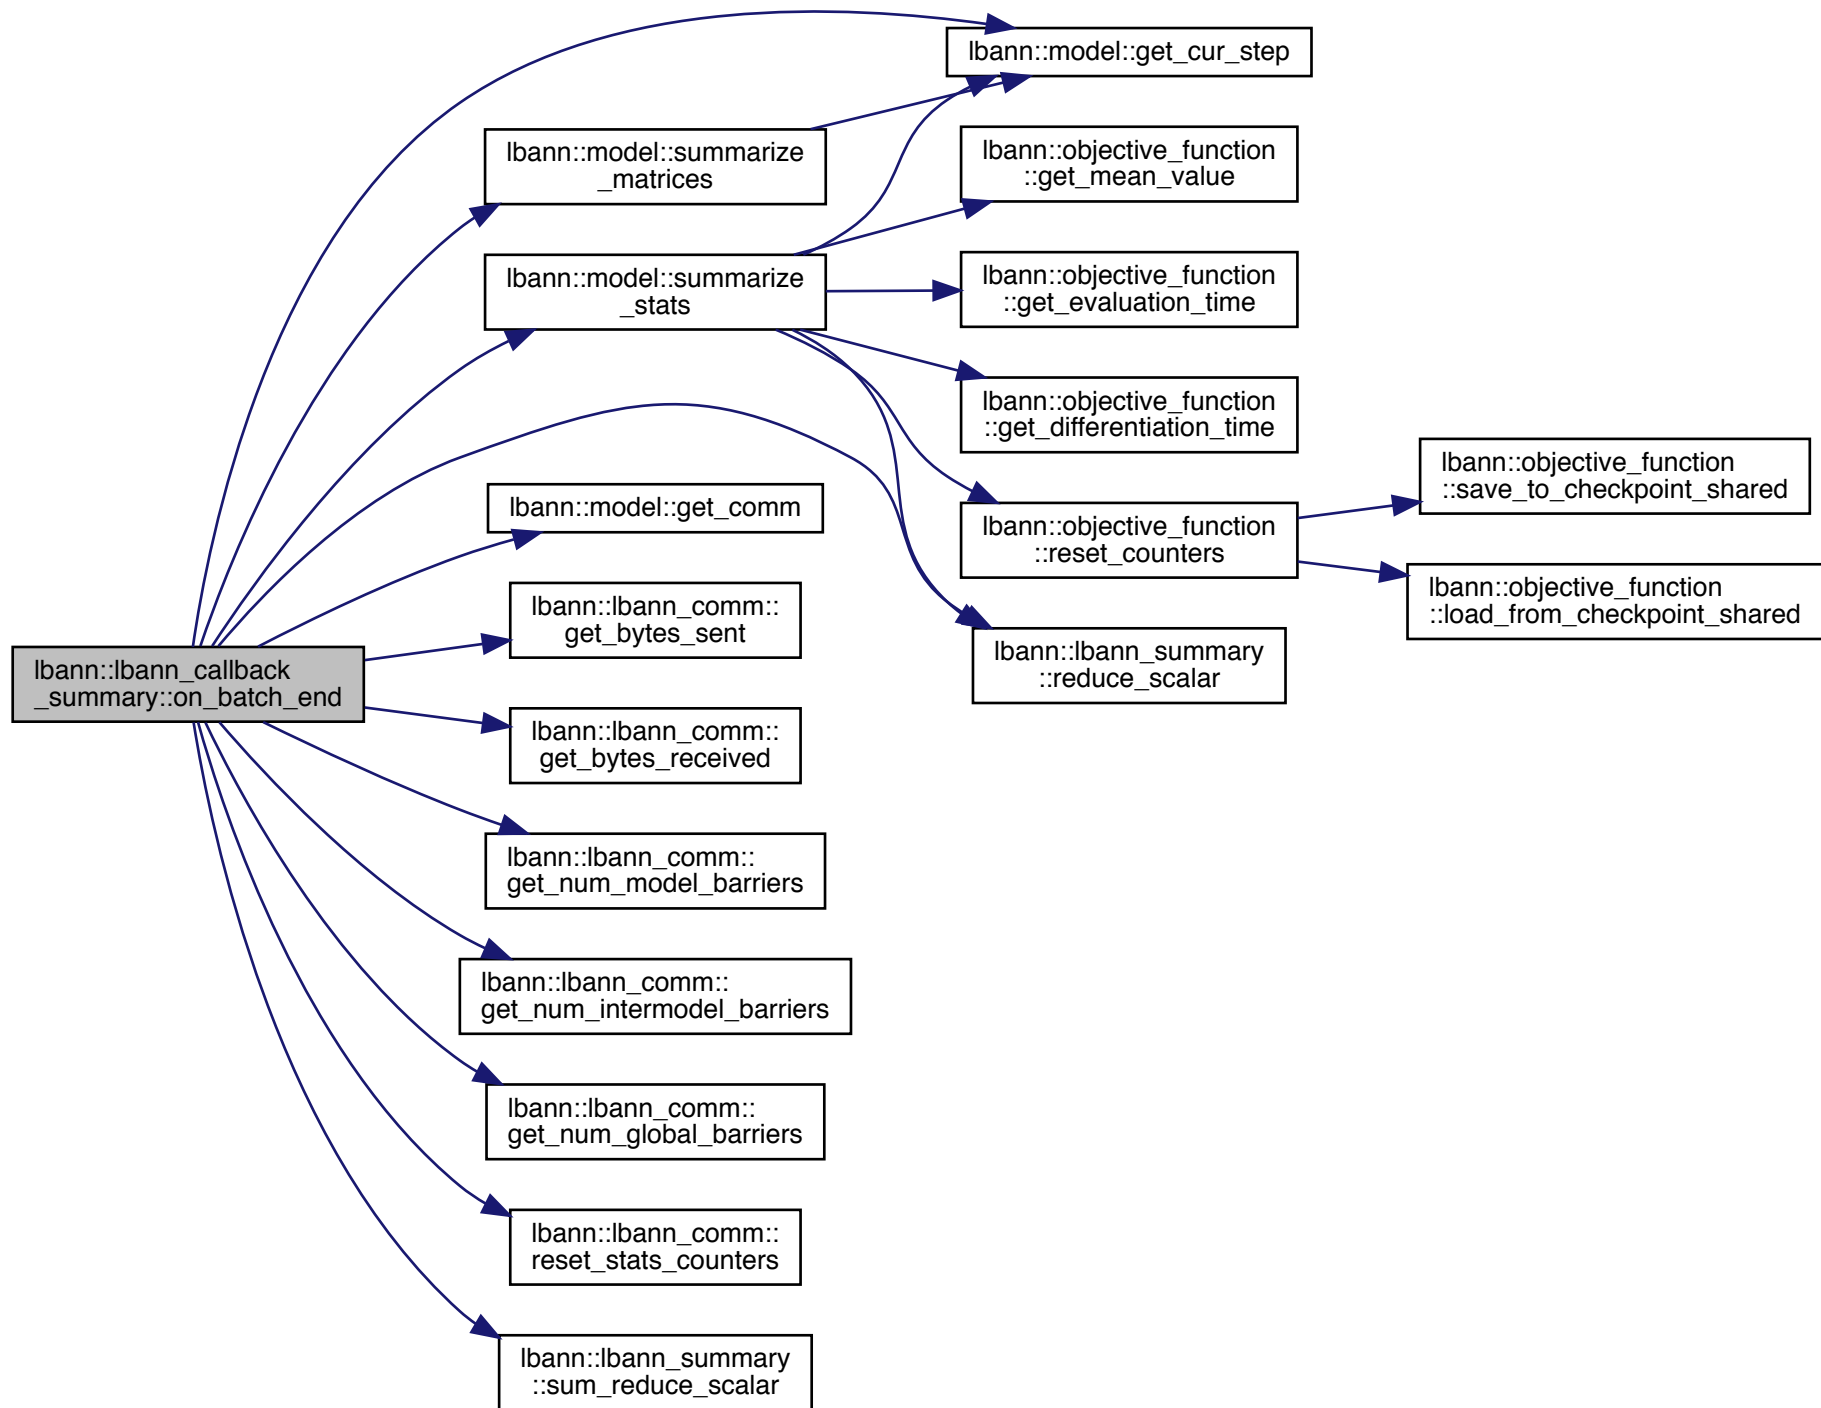 lbann::model::get_cur_step
lbann::model::summarize
_matrices
lbann::objective_function
::get_mean_value
lbann::model::summarize
_stats
lbann::objective_function
::get_evaluation_time
lbann::objective_function
::get_differentiation_time
lbann::objective_function
::save_to_checkpoint_shared
lbann::model::get_comm
lbann::objective_function
::reset_counters
lbann::objective_function
::load_from_checkpoint_shared
lbann::lbann_comm::
get_bytes_sent
lbann::lbann_summary
::reduce_scalar
lbann::lbann_callback
_summary::on_batch_end
lbann::lbann_comm::
get_bytes_received
lbann::lbann_comm::
get_num_model_barriers
lbann::lbann_comm::
get_num_intermodel_barriers
lbann::lbann_comm::
get_num_global_barriers
lbann::lbann_comm::
reset_stats_counters
lbann::lbann_summary
::sum_reduce_scalar